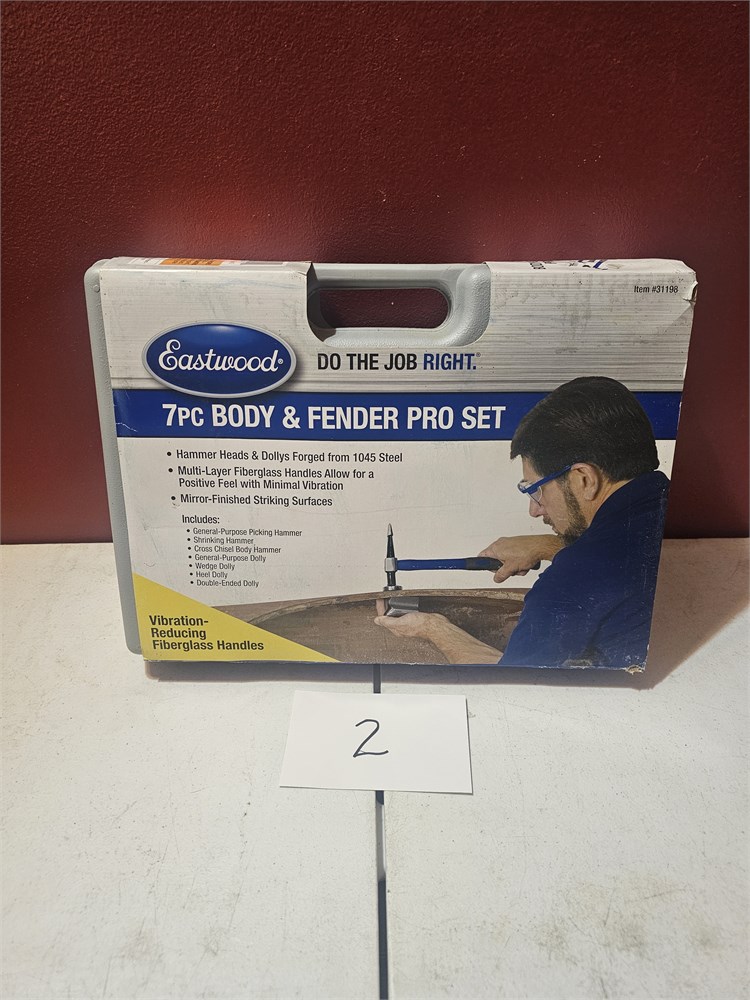 Item #31198
Eastwood®
DO THE JOB RIGHT.®
7PC BODY & FENDER PRO SET
• Hammer Heads & Dollys Forged from 1045 Steel
• Multi-Layer Fiberglass Handles Allow for a
Positive Feel with Minimal Vibration
• Mirror-Finished Striking Surfaces
Includes:
• General-Purpose Picking Hammer
• Shrinking Hammer
• Cross Chisel Body Hammer
• General-Purpose Dolly
• Wedge Dolly
• Heel Dolly
• Double-Ended Dolly
Vibration-
Reducing
Fiberglass Handles
2